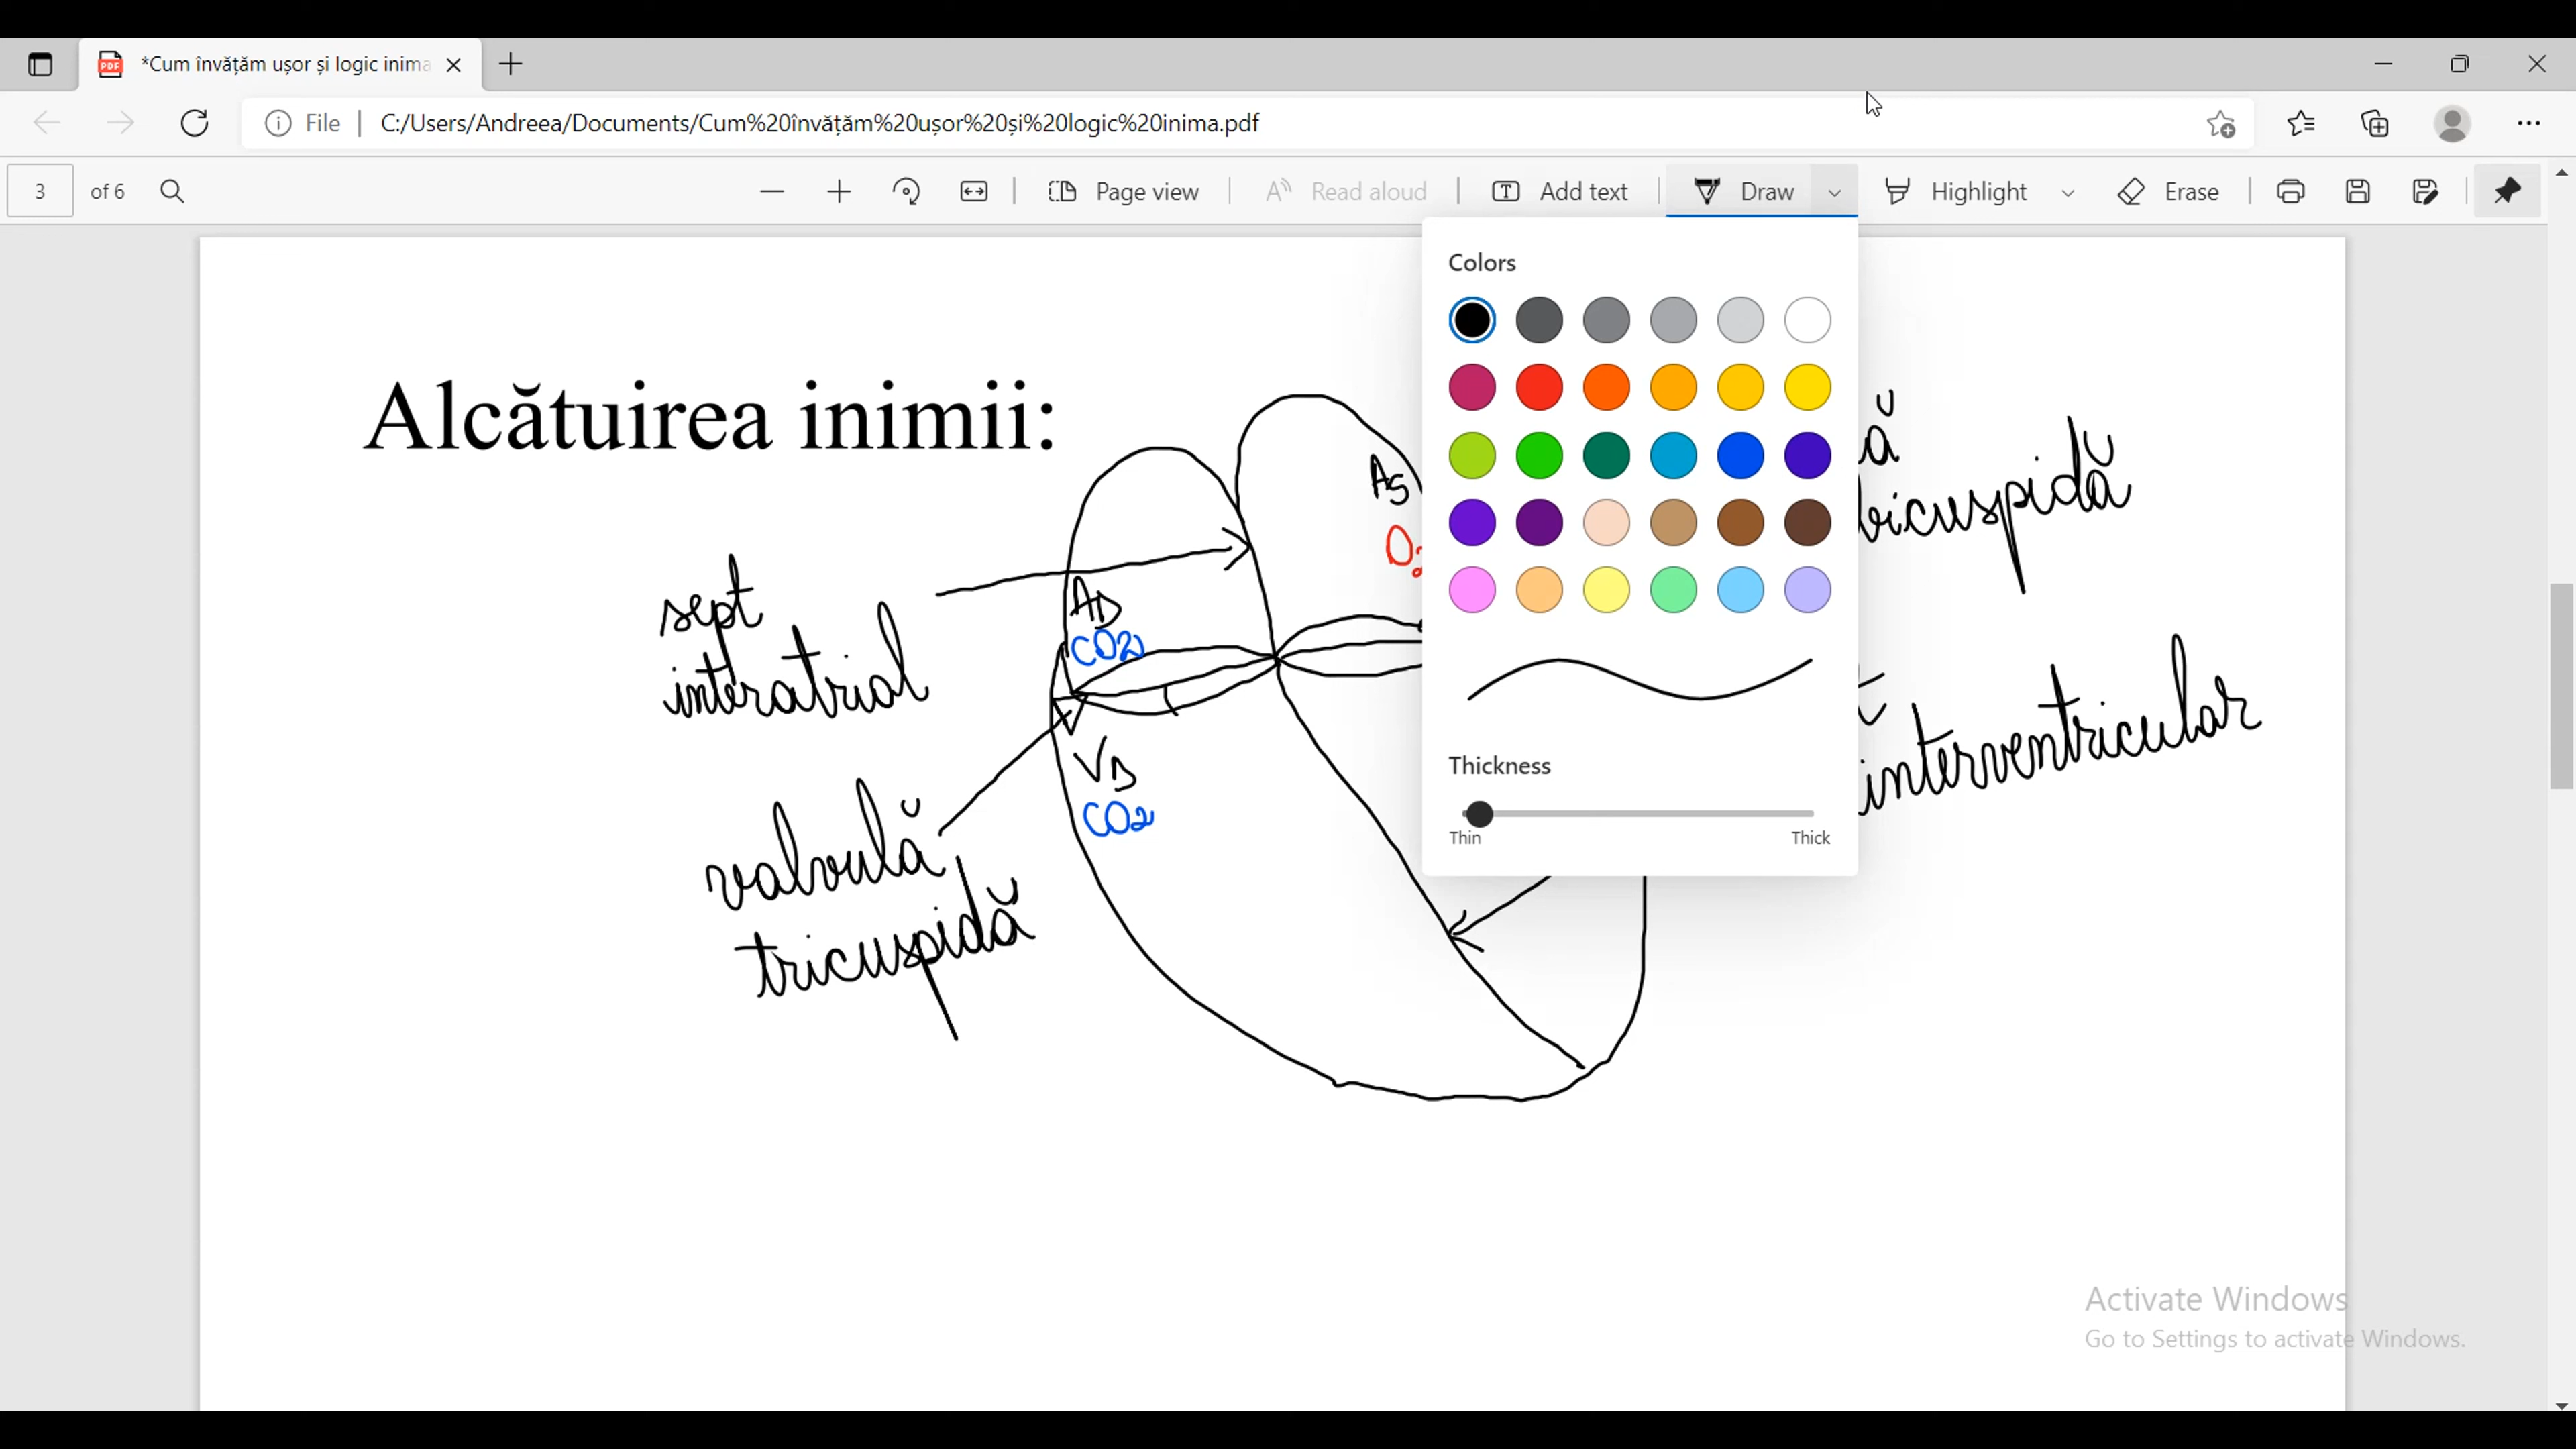 *Cum învățăm ușor și logic inima
File
C:/Users/Andreea/Documents/Cum%20învățăm%20ușor%20și%20logic%20inima.pdf
3 of 6
Page view
Read aloud
Add text
Draw
Highlight
Erase
Colors
Alcătuirea inimii:
As
O2
ă
bicuspidă
sept
interatrial
AD
CO2
t
interventricular
VD
CO2
Thickness
Thin
Thick
valvulă
tricuspidă
Activate Windows
Go to Settings to activate Windows.